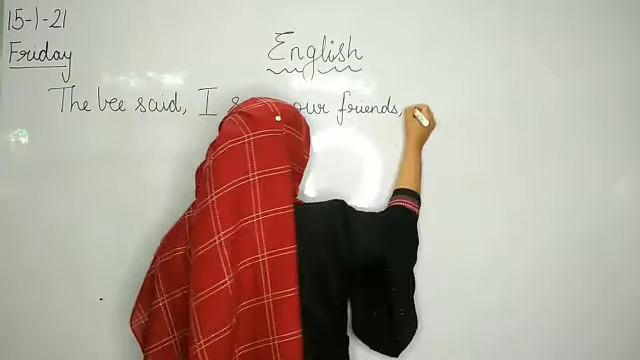 15-1-21
Friday
English
The bee said, I our friends,